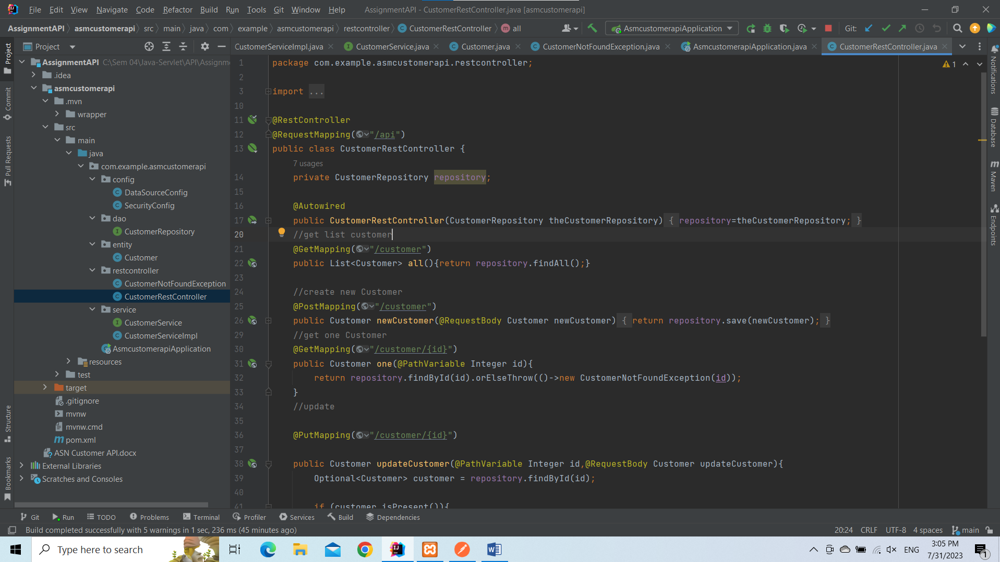 File Edit View Navigate Code Refactor Build Run Tools Git Window Help AssignmentAPI - CustomerRestController.java [asmcustomerapi]
AssignmentAPI asmcustomerapi src main java com example asmcustomerapi restcontroller CustomerRestController all AsmcustomerapiApplication Git:
Project
CustomerServiceImpl.java CustomerService.java Customer.java CustomerNotFoundException.java AsmcustomerapiApplication.java CustomerRestController.java
Project
Commit
Pull Requests
Structure
Bookmarks
AssignmentAPI C:\Sem 04\Java-Servlet\API\Assignm
.idea
asmcustomerapi
.mvn
wrapper
src
main
java
com.example.asmcustomerapi
config
DataSourceConfig
SecurityConfig
dao
CustomerRepository
entity
Customer
restcontroller
CustomerNotFoundException
CustomerRestController
service
CustomerService
CustomerServiceImpl
AsmcustomerapiApplication
resources
test
target
.gitignore
mvnw
mvnw.cmd
pom.xml
ASN Customer API.docx
External Libraries
Scratches and Consoles
1 package com.example.asmcustomerapi.restcontroller;
2
3 import ...
10
11 @RestController
12 @RequestMapping("/api")
13 public class CustomerRestController {
7 usages
14 private CustomerRepository repository;
15
16 @Autowired
17 public CustomerRestController(CustomerRepository theCustomerRepository) { repository=theCustomerRepository; }
20 //get list customer
21 @GetMapping("/customer")
22 public List<Customer> all(){return repository.findAll();}
23
24 //create new Customer
25 @PostMapping("/customer")
26 public Customer newCustomer(@RequestBody Customer newCustomer) { return repository.save(newCustomer); }
29 //get one Customer
30 @GetMapping("/customer/{id}")
31 public Customer one(@PathVariable Integer id){
32 return repository.findById(id).orElseThrow(()->new CustomerNotFoundException(id));
33 }
34 //update
35
36 @PutMapping("/customer/{id}")
37
38 public Customer updateCustomer(@PathVariable Integer id,@RequestBody Customer updateCustomer){
39 Optional<Customer> customer = repository.findById(id);
40
41 if (customer.isPresent()){
1
Notifications
Database
Maven
Endpoints
Git Run TODO Problems Terminal Profiler Services Build Dependencies
Build completed successfully with 5 warnings in 1 sec, 236 ms (45 minutes ago) 20:24 CRLF UTF-8 4 spaces main
Type here to search
ENG
3:05 PM
7/31/2023
1